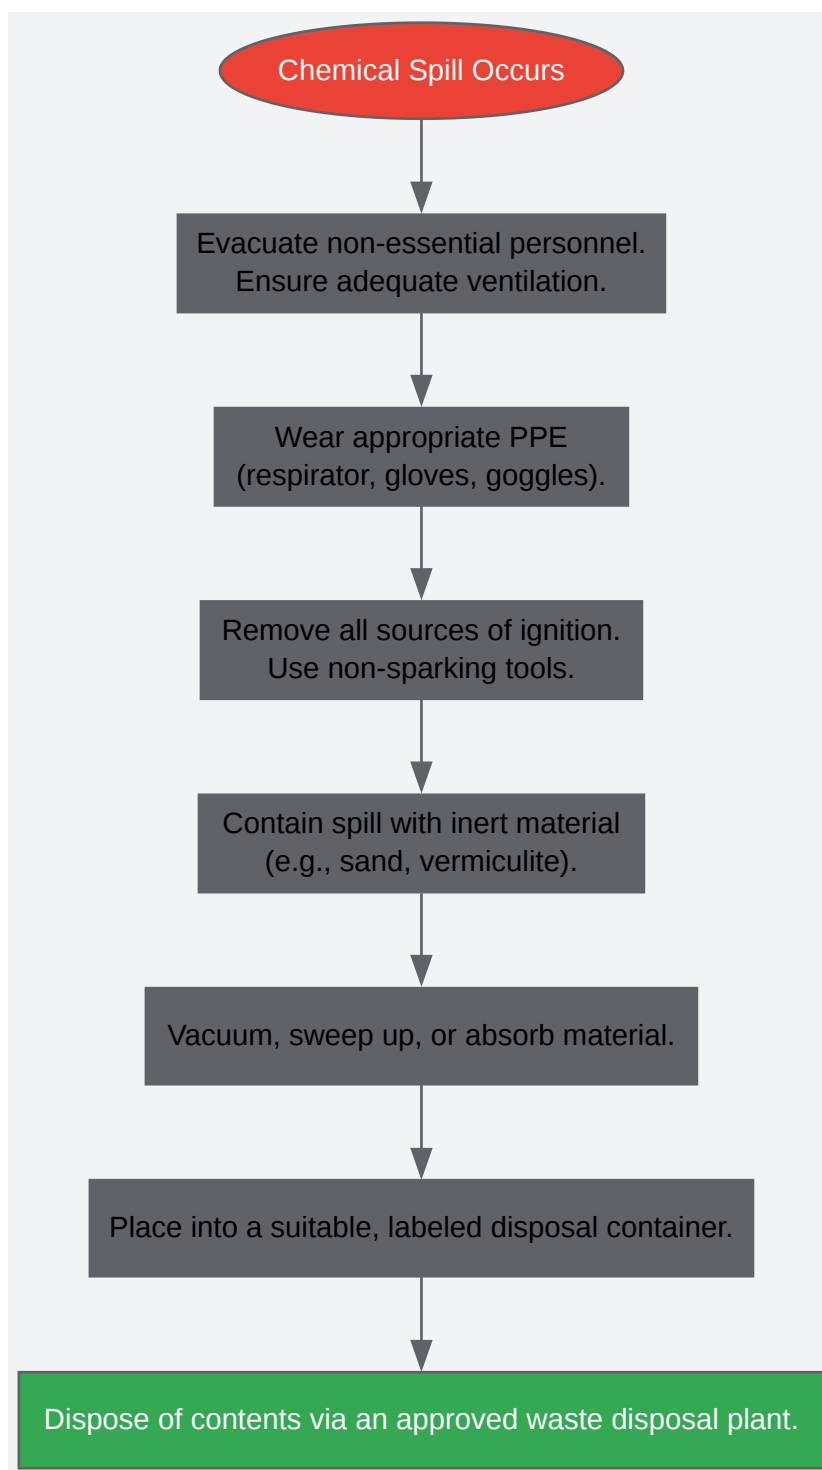 Chemical Spill Occurs
Evacuate non-essential personnel.
Ensure adequate ventilation.
Wear appropriate PPE
(respirator, gloves, goggles).
Remove all sources of ignition.
Use non-sparking tools.
Contain spill with inert material
(e.g., sand, vermiculite).
Vacuum, sweep up, or absorb material.
Place into a suitable, labeled disposal container.
Dispose of contents via an approved waste disposal plant.